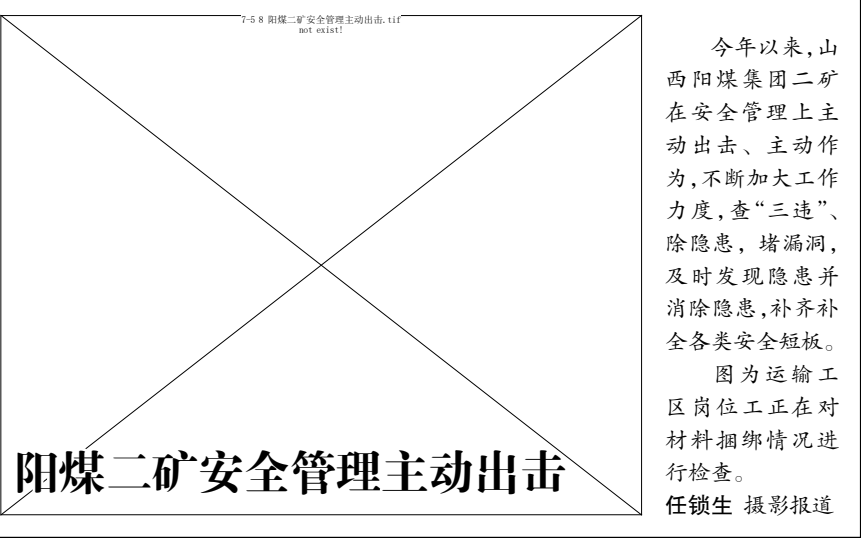 7-5 8 阳煤二矿安全管理主动出击.tif
not exist!
阳煤二矿安全管理主动出击
今年以来,山
西阳煤集团二矿
在安全管理上主
动出击、主动作
为,不断加大工作
力度,查“三违”、
除隐患,堵漏洞,
及时发现隐患并
消除隐患,补齐补
全各类安全短板。
图为运输工
区岗位工正在对
材料捆绑情况进
行检查。
任锁生 摄影报道